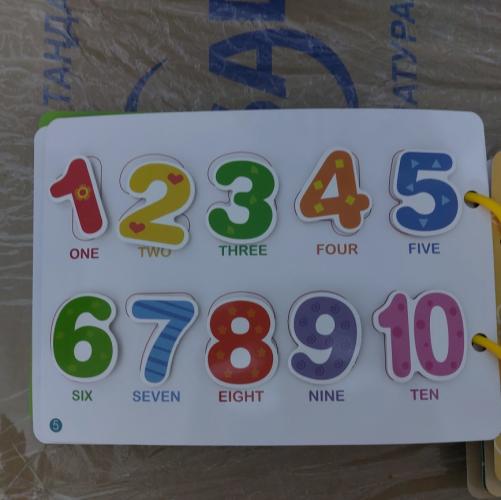 1 2 3 4 5
ONE TWO THREE FOUR FIVE
6 7 8 9 10
SIX SEVEN EIGHT NINE TEN
5